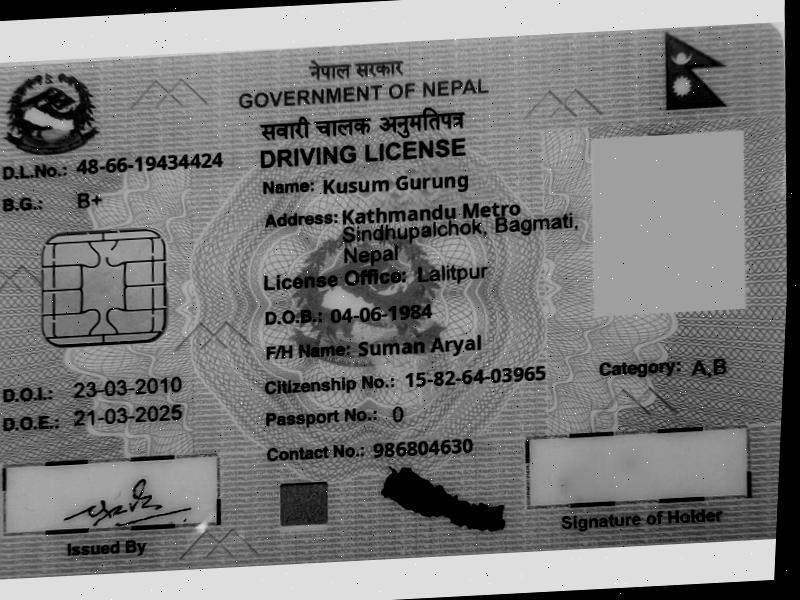 नेपाल सरकार
GOVERNMENT OF NEPAL
सवारी चालक अनुमतिपत्र
DRIVING LICENSE
D.L.No.: 48-66-19434424
B.G.: B+
Name: Kusum Gurung
Address: Kathmandu Metro
Sindhupalchok, Bagmati,
Nepal
License Office: Lalitpur
D.O.B.: 04-06-1984
F/H Name: Suman Aryal
Citizenship No.: 15-82-64-03965
Category: A,B
D.O.I.: 23-03-2010
Passport No.: 0
D.O.E.: 21-03-2025
Contact No.: 986804630
Issued By
Signature of Holder